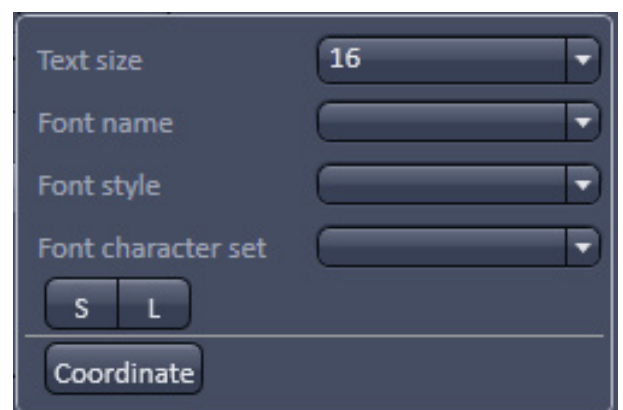 Text size 16
Font name
Font style
Font character set
S L
Coordinate